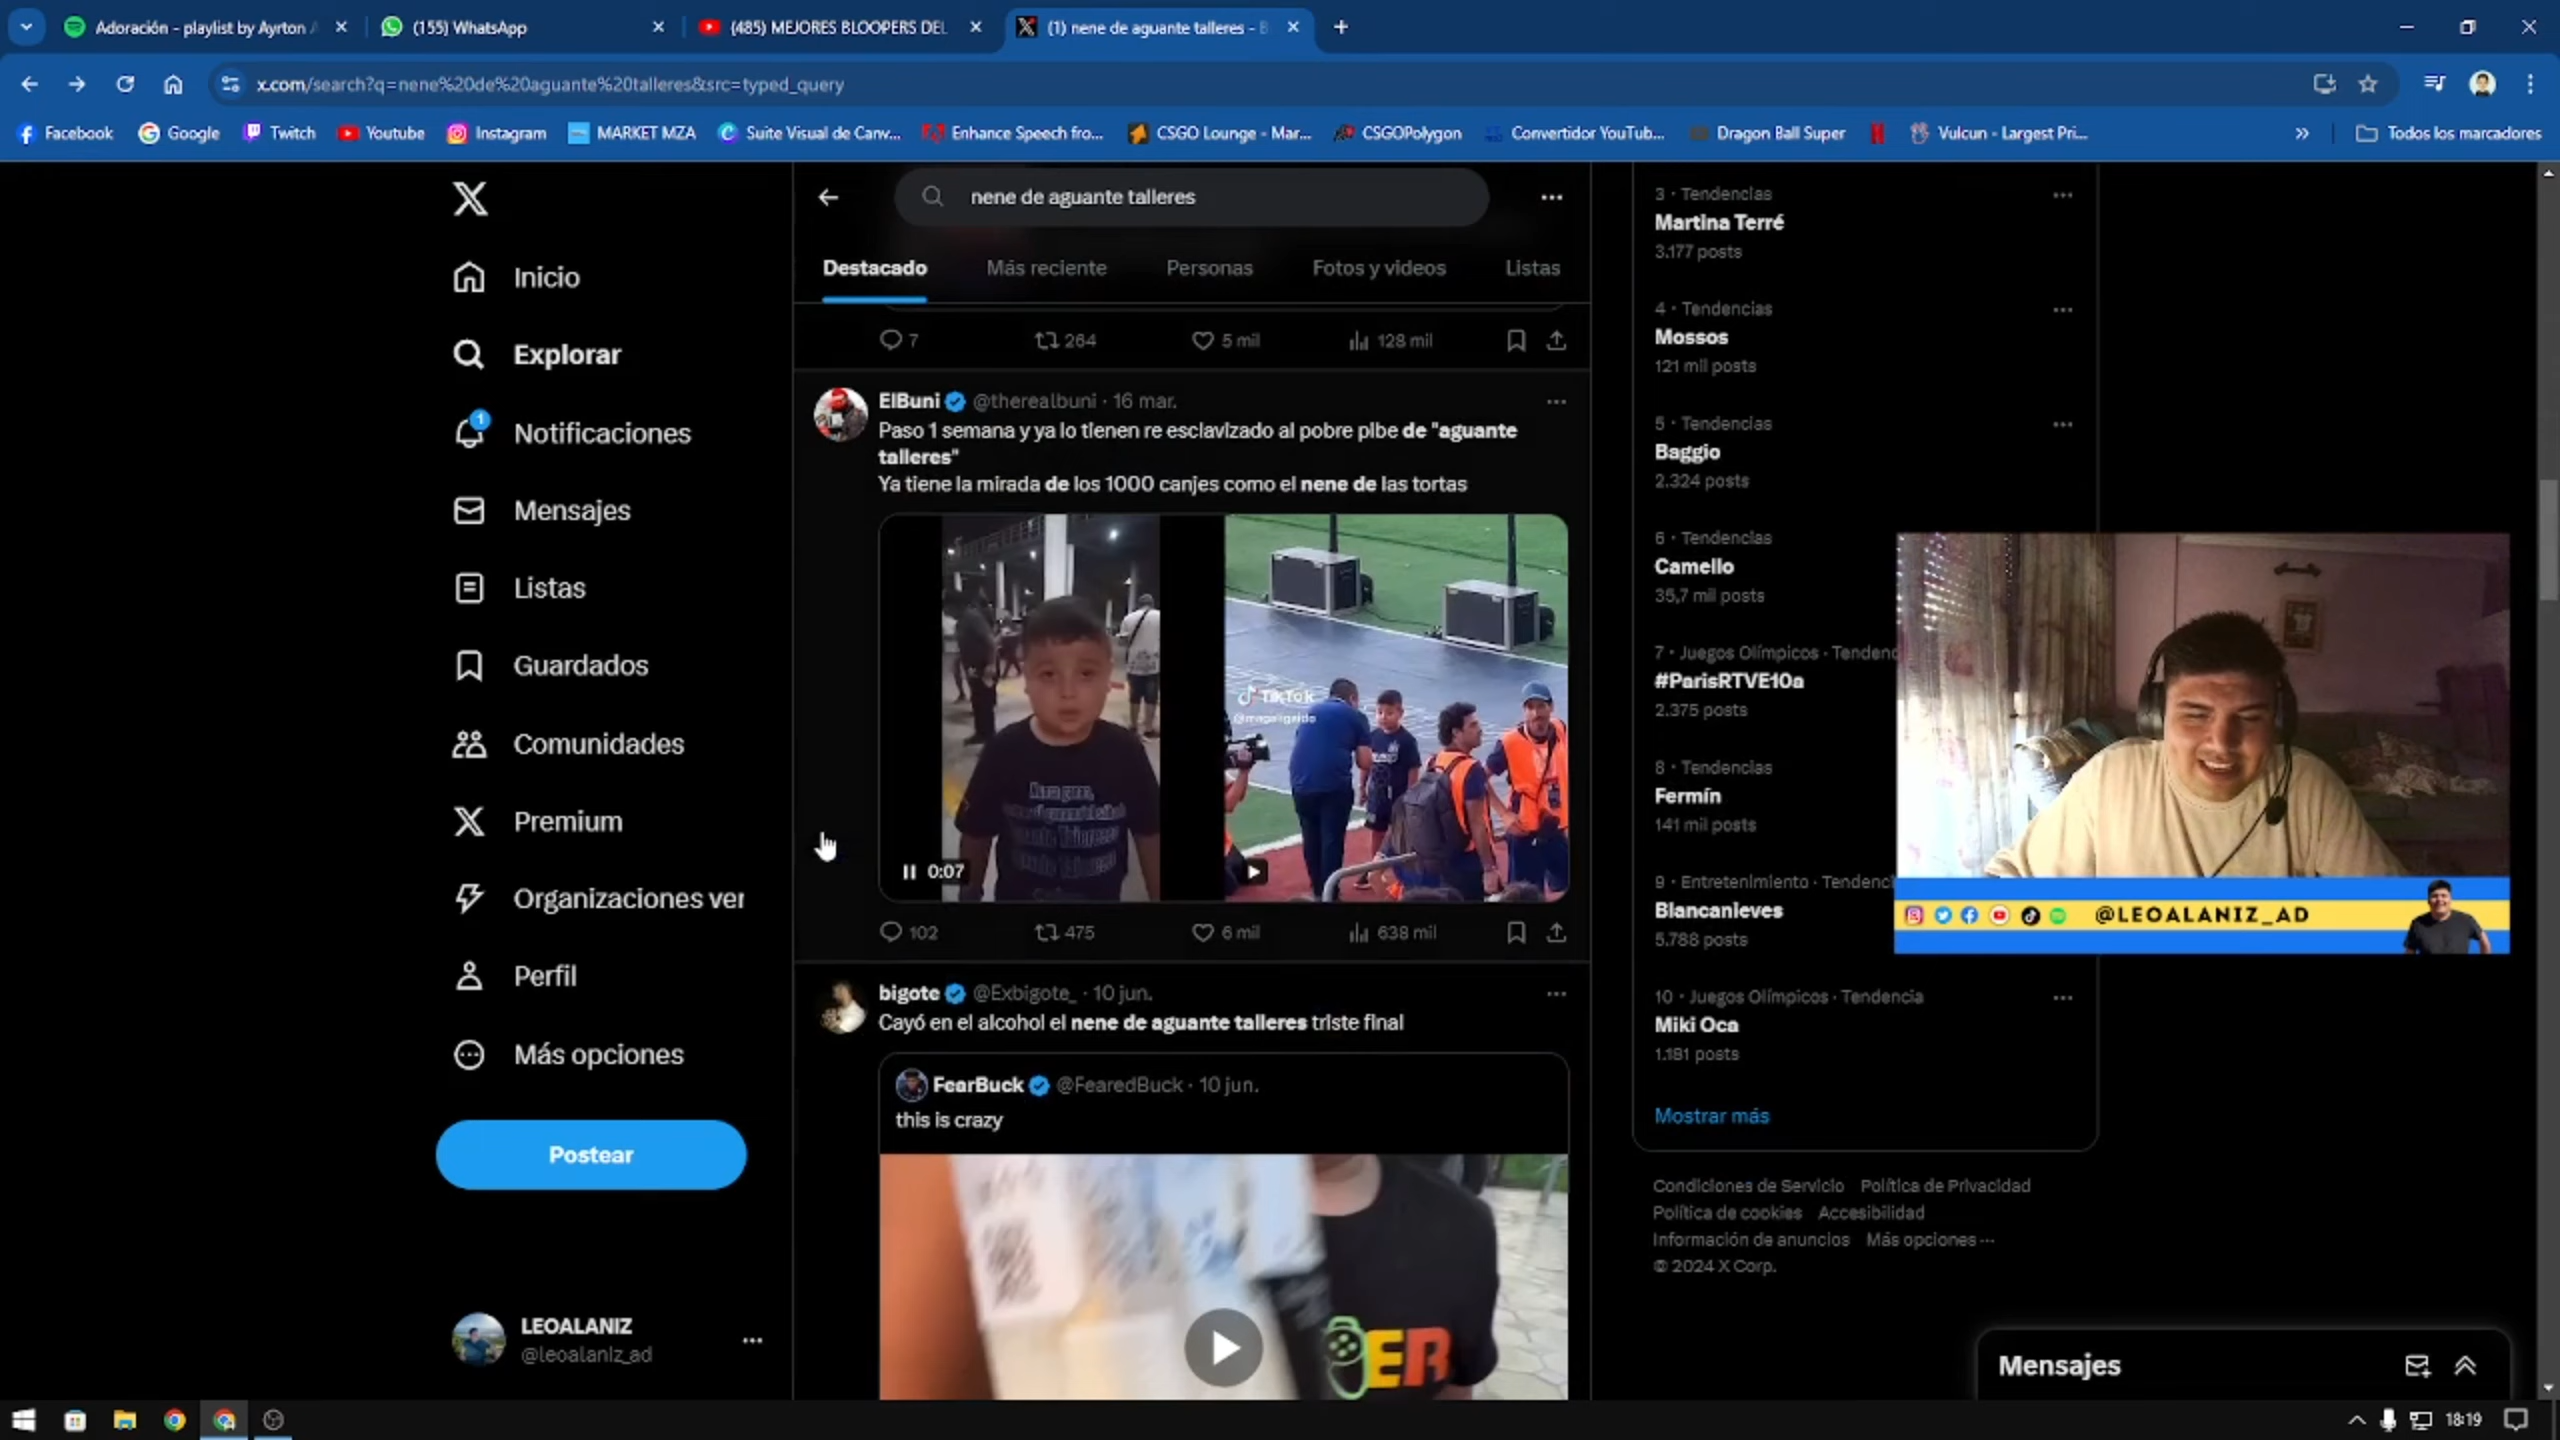 Adoración - playlist by Ayrton
(155) WhatsApp
(485) MEJORES BLOOPERS DEL
(1) nene de aguante talleres - B
x.com/search?q=nene%20de%20aguante%20talleres&src=typed_query
Facebook
Google
Twitch
Youtube
Instagram
MARKET MZA
Suite Visual de Canv...
Enhance Speech fro...
CSGO Lounge - Mar...
CSGOPolygon
Convertidor YouTub...
Dragon Ball Super
Vulcun - Largest Pri...
Todos los marcadores
Inicio
Explorar
1
Notificaciones
Mensajes
Listas
Guardados
Comunidades
Premium
Organizaciones ver
Perfil
Más opciones
Postear
LEOALANIZ
@leoalaniz_ad
nene de aguante talleres
Destacado
Más reciente
Personas
Fotos y videos
Listas
7
264
5 mil
128 mil
ElBuni @therealbuni · 16 mar.
Paso 1 semana y ya lo tienen re esclavizado al pobre pibe de "aguante
talleres"
Ya tiene la mirada de los 1000 canjes como el nene de las tortas
0:07
TikTok
102
475
6 mil
638 mil
bigote @Exbigote_ · 10 jun.
Cayó en el alcohol el nene de aguante talleres triste final
FearBuck @FearedBuck · 10 jun.
this is crazy
ER
3 · Tendencias
Martina Terré
3.177 posts
4 · Tendencias
Mossos
121 mil posts
5 · Tendencias
Baggio
2.324 posts
6 · Tendencias
Camello
35,7 mil posts
7 · Juegos Olímpicos · Tendenc
#ParisRTVE10a
2.375 posts
8 · Tendencias
Fermín
141 mil posts
9 · Entretenimiento · Tendenci
Blancanieves
5.788 posts
10 · Juegos Olímpicos · Tendencia
Miki Oca
1.181 posts
Mostrar más
@LEOALANIZ_AD
Condiciones de Servicio Política de Privacidad
Política de cookies Accesibilidad
Información de anuncios Más opciones ···
© 2024 X Corp.
Mensajes
18:19